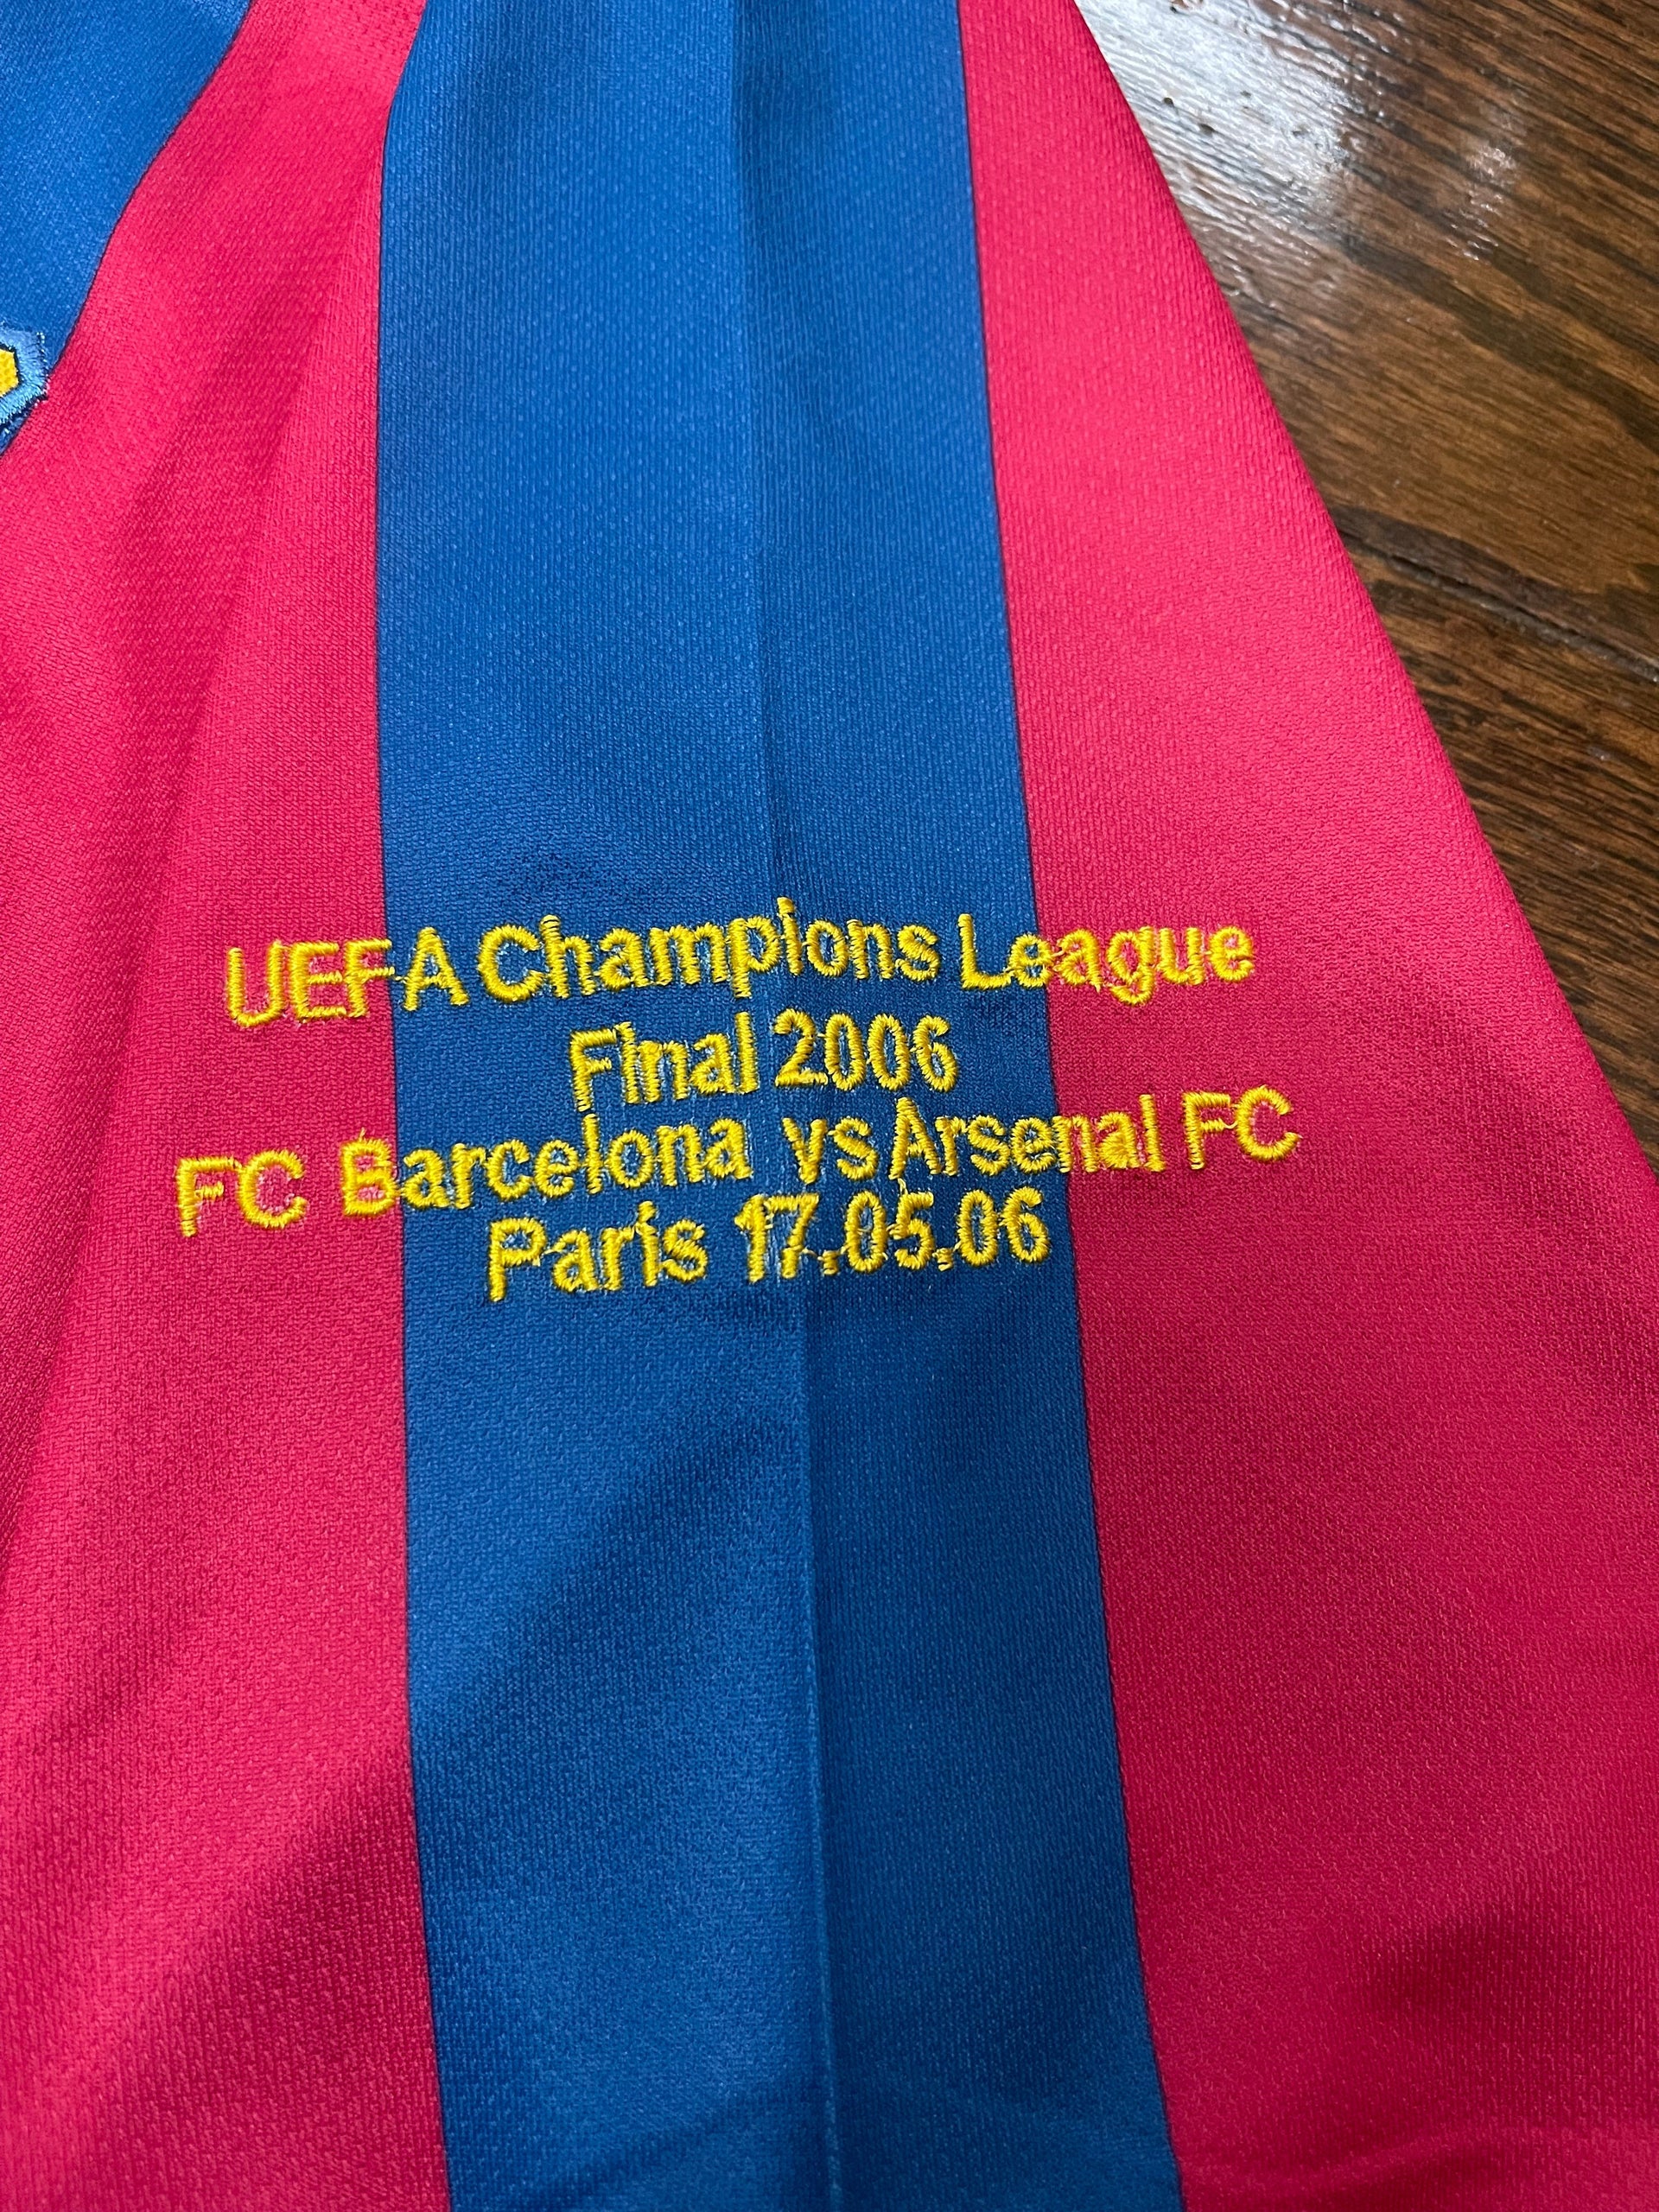 UEFA Champions League
Final 2006
FC Barcelona vs Arsenal FC
Paris 17.05.06